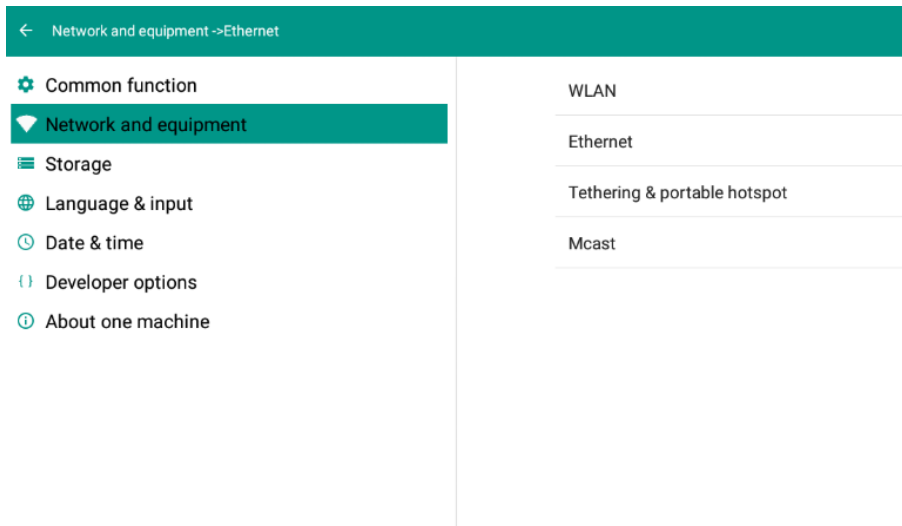 Network and equipment ->Ethernet
Common function
Network and equipment
Storage
Language & input
Date & time
Developer options
About one machine
WLAN
Ethernet
Tethering & portable hotspot
Mcast